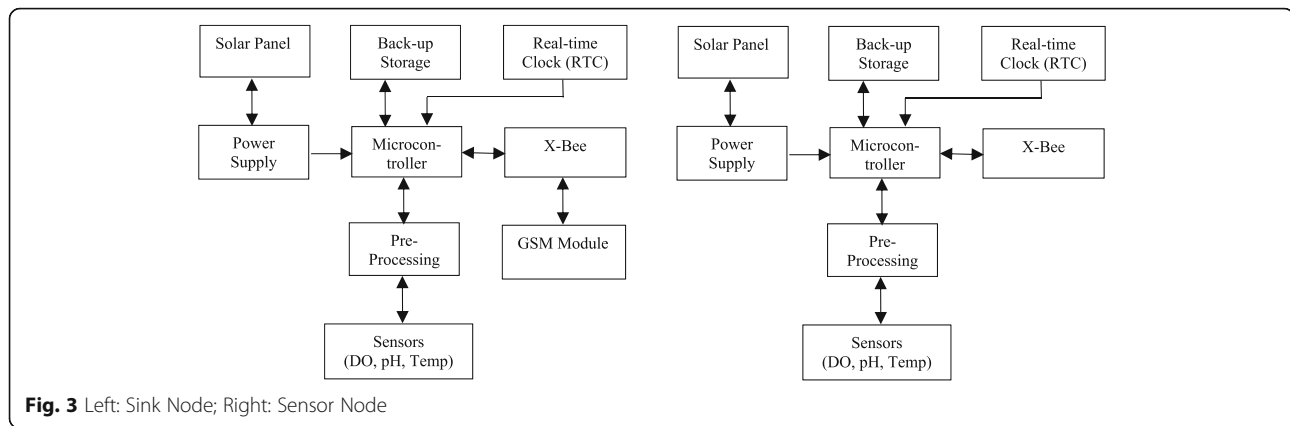 Solar Panel
Back-up
Storage
Real-time
Clock (RTC)
Power
Supply
Microcon-
troller
X-Bee
Pre-
Processing
GSM Module
Sensors
(DO, pH, Temp)
Solar Panel
Back-up
Storage
Real-time
Clock (RTC)
Power
Supply
Microcon-
troller
X-Bee
Pre-
Processing
Sensors
(DO, pH, Temp)
Fig. 3 Left: Sink Node; Right: Sensor Node